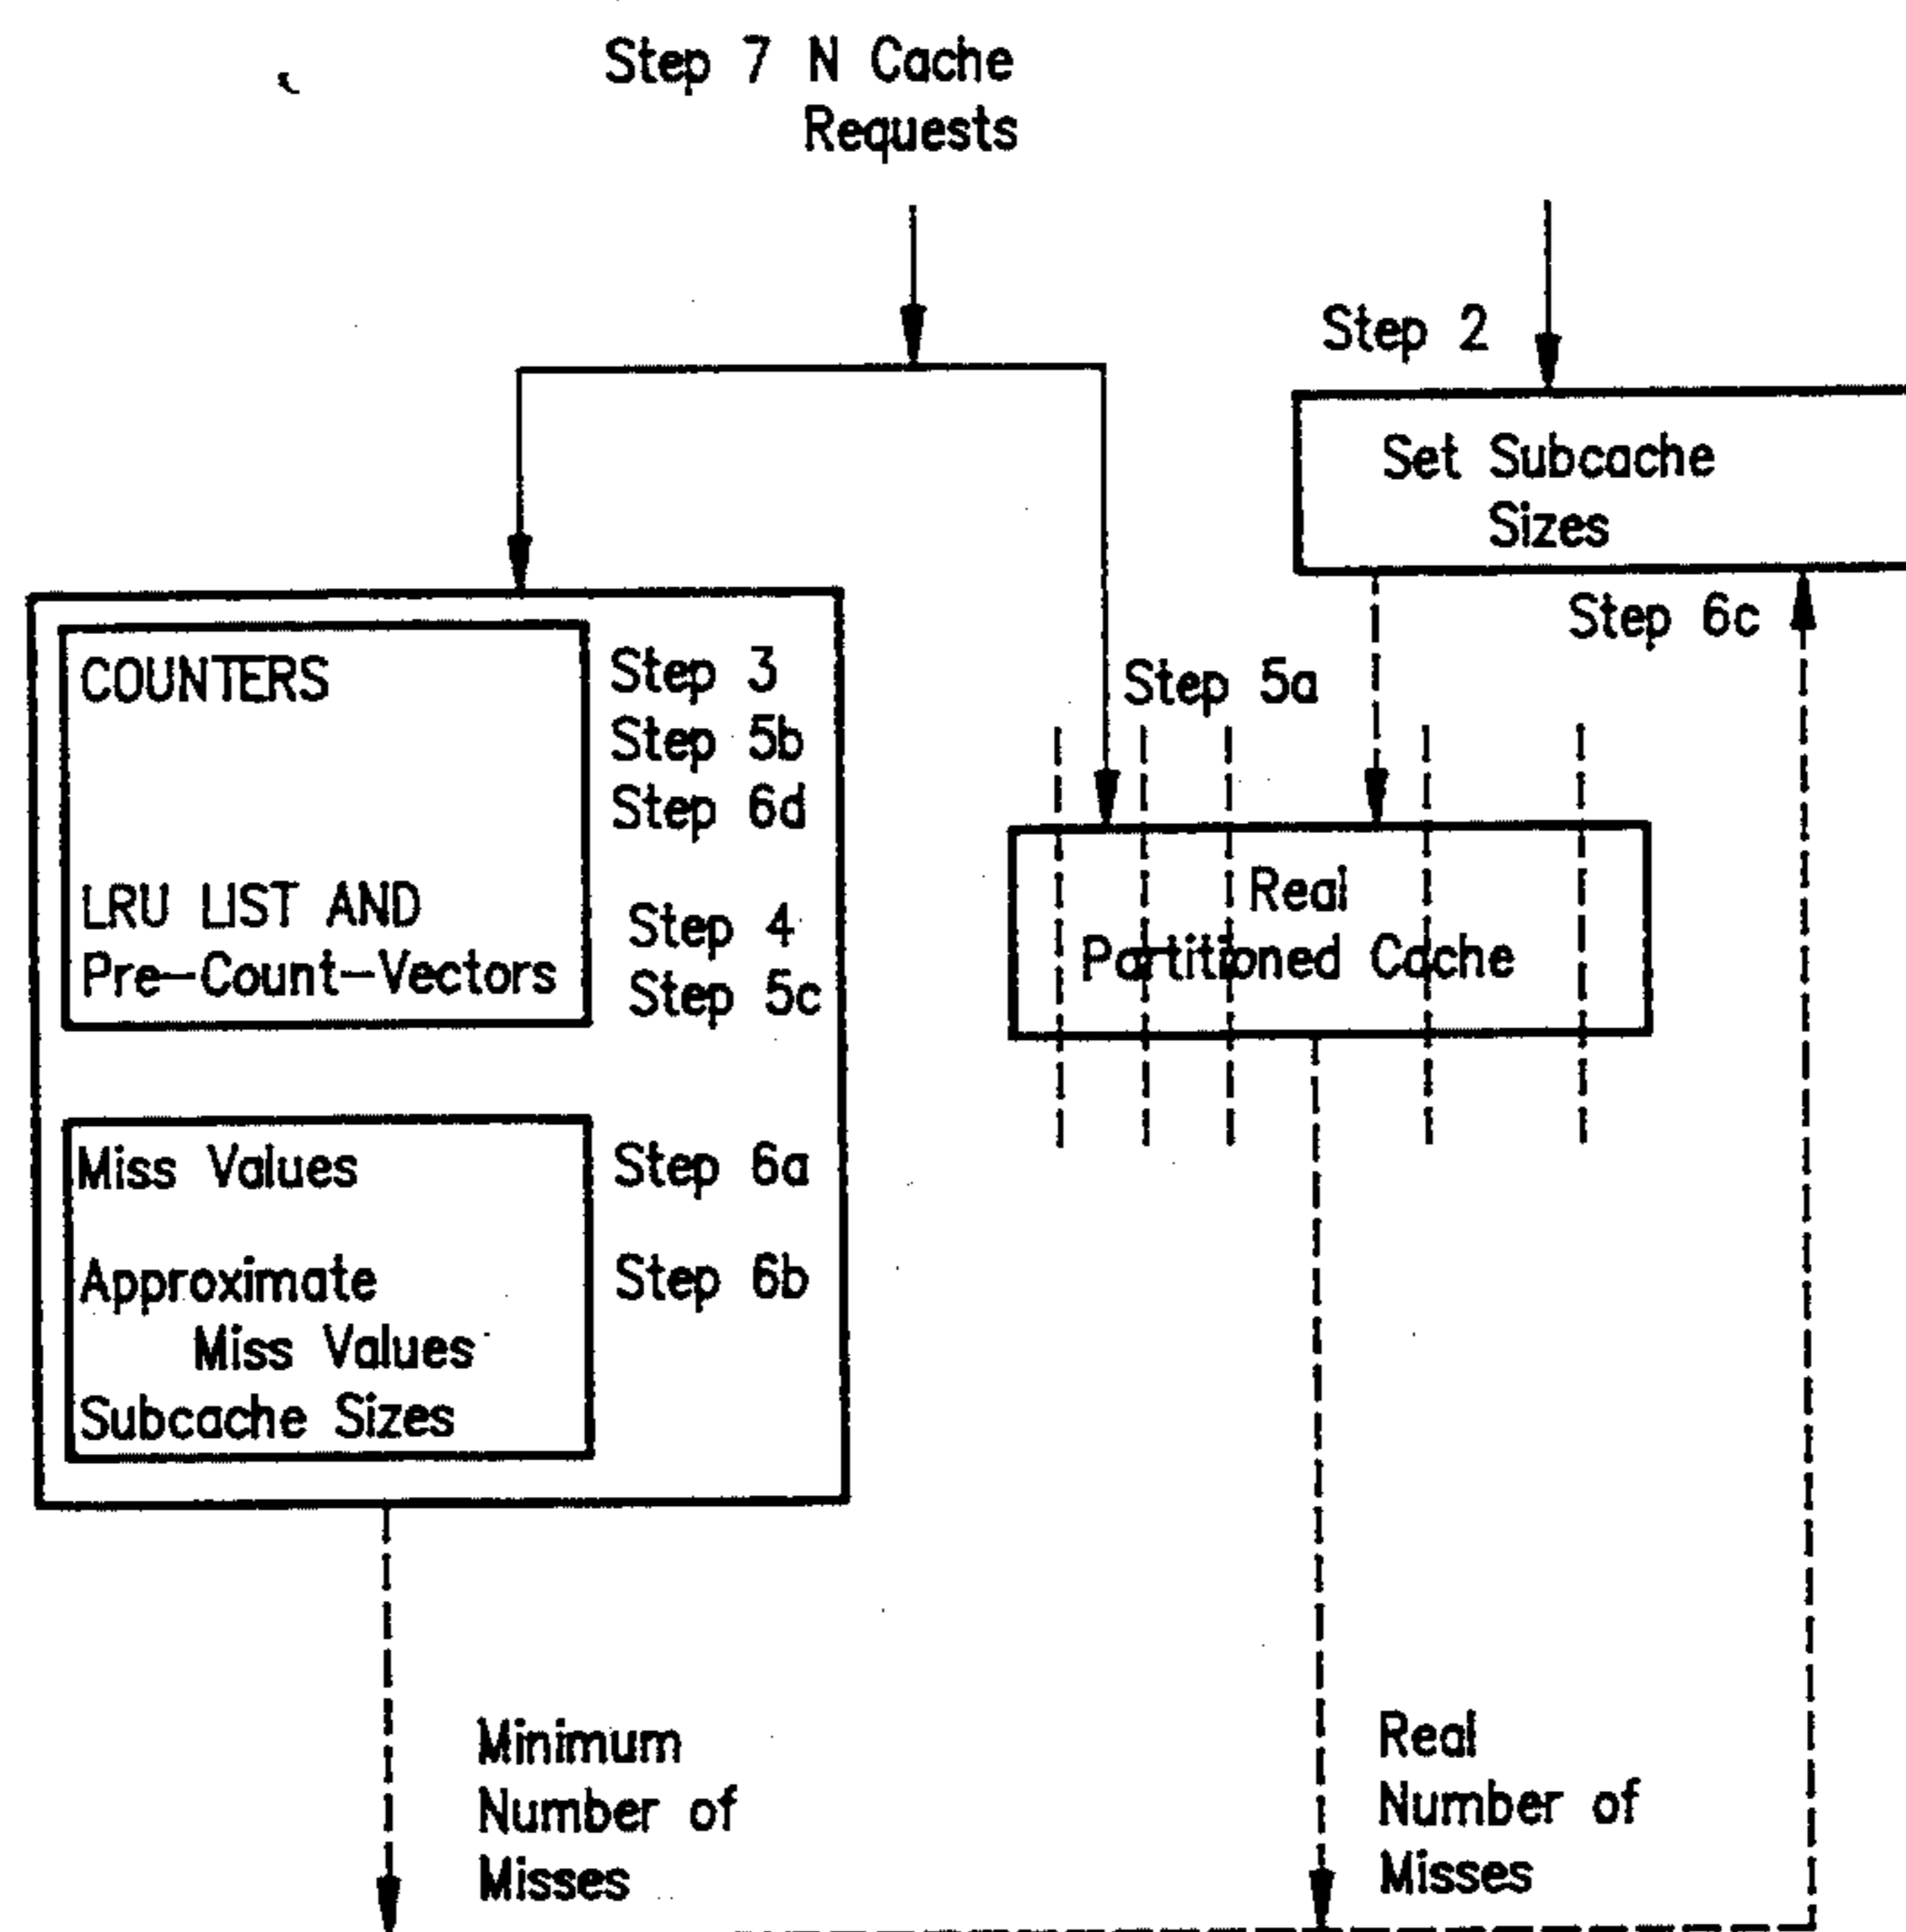 Step 7 N Cache
Requests
Step 2
Set Subcache
Sizes
Step 6c
COUNTERS
Step 3
Step 5b
Step 6d
LRU LIST AND
Pre-Count-Vectors
Step 4
Step 5c
Step 5a
Real
Partitioned Cache
Miss Values
Step 6a
Approximate
Miss Values
Step 6b
Subcache Sizes
Minimum
Number of
Misses
Real
Number of
Misses